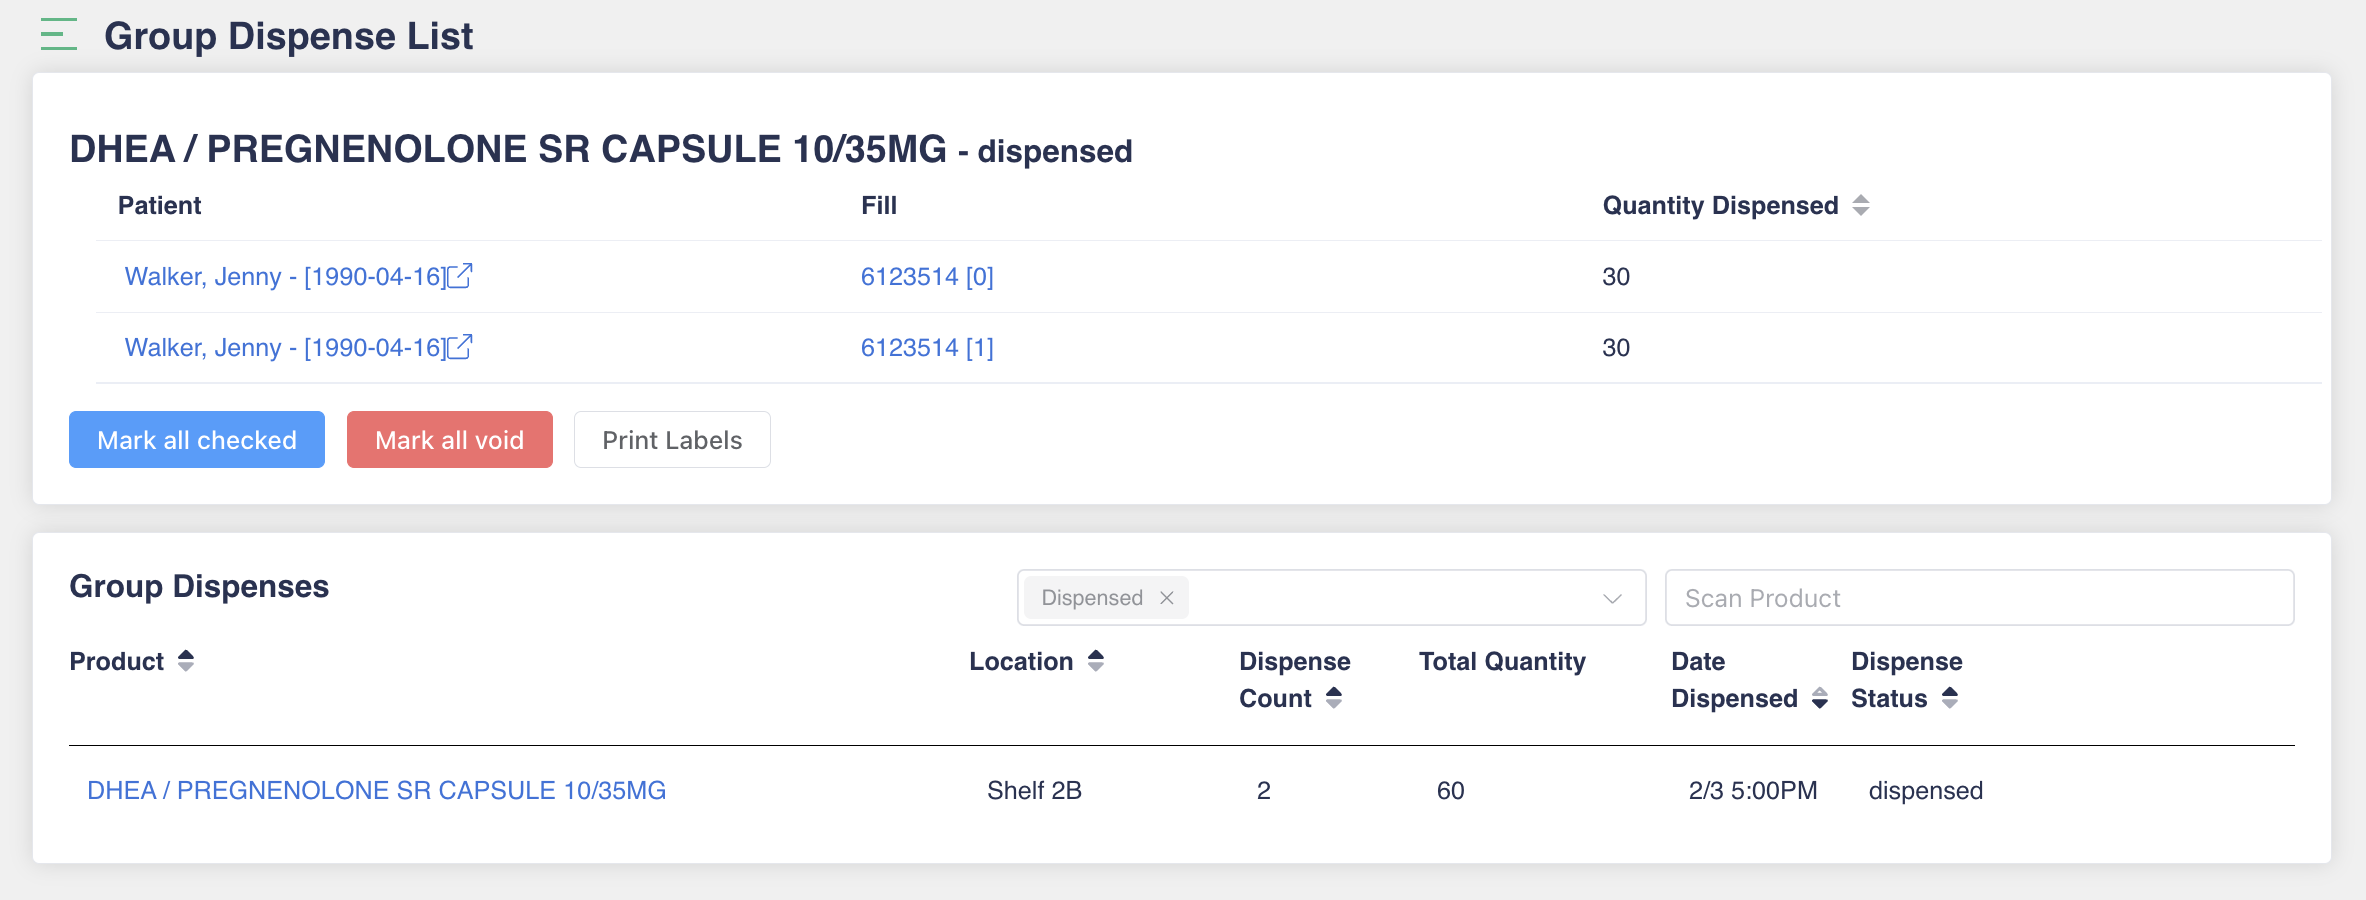 Group Dispense List
DHEA / PREGNENOLONE SR CAPSULE 10/35MG - dispensed
Patient Fill Quantity Dispensed
Walker, Jenny - [1990-04-16] 6123514 [0] 30
Walker, Jenny - [1990-04-16] 6123514 [1] 30
Mark all checked Mark all void Print Labels
Group Dispenses Dispensed Scan Product
Product Location Dispense Total Quantity Date Dispense
Count Dispensed Status
DHEA / PREGNENOLONE SR CAPSULE 10/35MG Shelf 2B 2 60 2/3 5:00PM dispensed